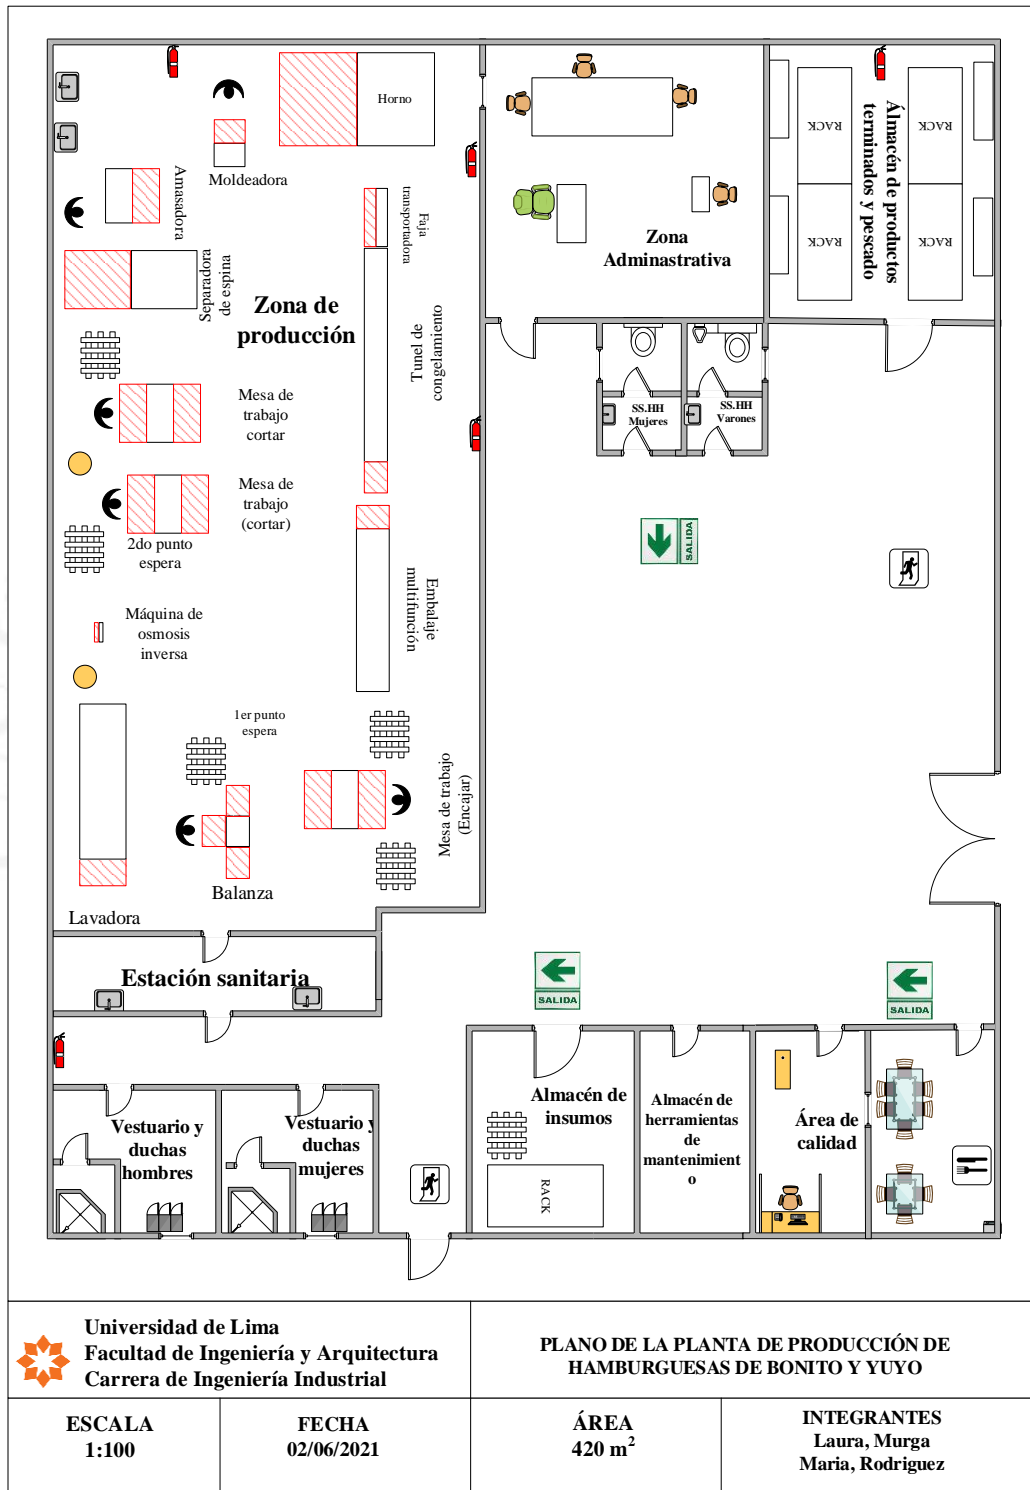 Horno
Moldeadora
Amasadora
Separadora
de espina
Zona de
producción
Faja
transportadora
Tunel de
congelamiento
Mesa de
trabajo
cortar
Mesa de
trabajo
(cortar)
2do punto
espera
Máquina de
osmosis
inversa
Embalaje
multifunción
1er punto
espera
Mesa de trabajo
(Encajar)
Balanza
Lavadora
Zona
Adminastrativa
RACK
RACK
RACK
RACK
Álmacén de productos
terminados y pescado
SS.HH
Mujeres
SS.HH
Varones
SALIDA
Estación sanitaria
SALIDA
SALIDA
Vestuario y
duchas
hombres
Vestuario y
duchas
mujeres
Almacén de
insumos
RACK
Almacén de
herramientas
de
mantenimient
o
Área de
calidad
Universidad de Lima
Facultad de Ingeniería y Arquitectura
Carrera de Ingeniería Industrial
PLANO DE LA PLANTA DE PRODUCCIÓN DE
HAMBURGUESAS DE BONITO Y YUYO
ESCALA
1:100
FECHA
02/06/2021
ÁREA
420 m²
INTEGRANTES
Laura, Murga
Maria, Rodriguez